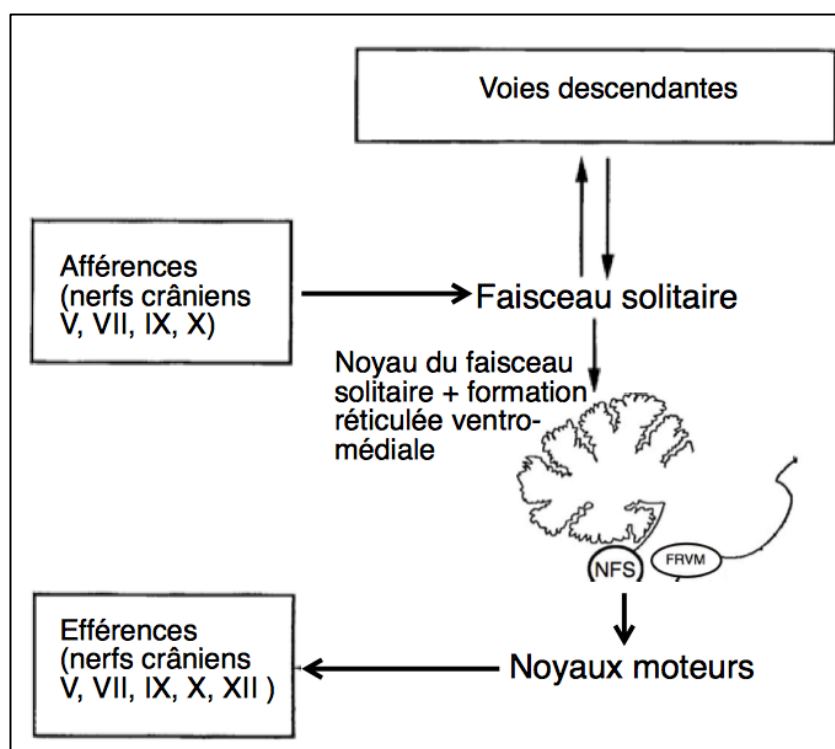 Voies descendantes
Afférences
(nerfs crâniens
V, VII, IX, X)
Faisceau solitaire
Noyau du faisceau
solitaire + formation
réticulée ventro-
médiale
NFS
FRVM
Efférences
(nerfs crâniens
V, VII, IX, X, XII )
Noyaux moteurs